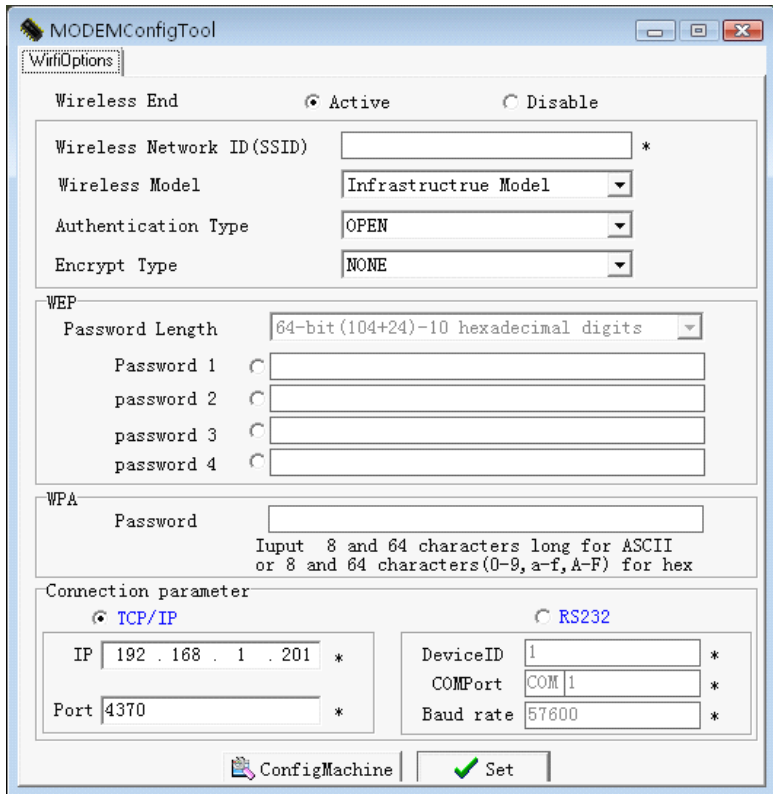 MODEMConfigTool
WirfiOptions
Wireless End Active Disable
Wireless Network ID(SSID) *
Wireless Model Infrastructrue Model
Authentication Type OPEN
Encrypt Type NONE
WEP
Password Length 64-bit(104+24)-10 hexadecimal digits
Password 1
password 2
password 3
password 4
WPA
Password
Iuput 8 and 64 characters long for ASCII
or 8 and 64 characters(0-9,a-f,A-F) for hex
Connection parameter
TCP/IP RS232
IP 192 . 168 . 1 . 201 * DeviceID 1 *
COMPort COM 1 *
Port 4370 * Baud rate 57600 *
ConfigMachine Set